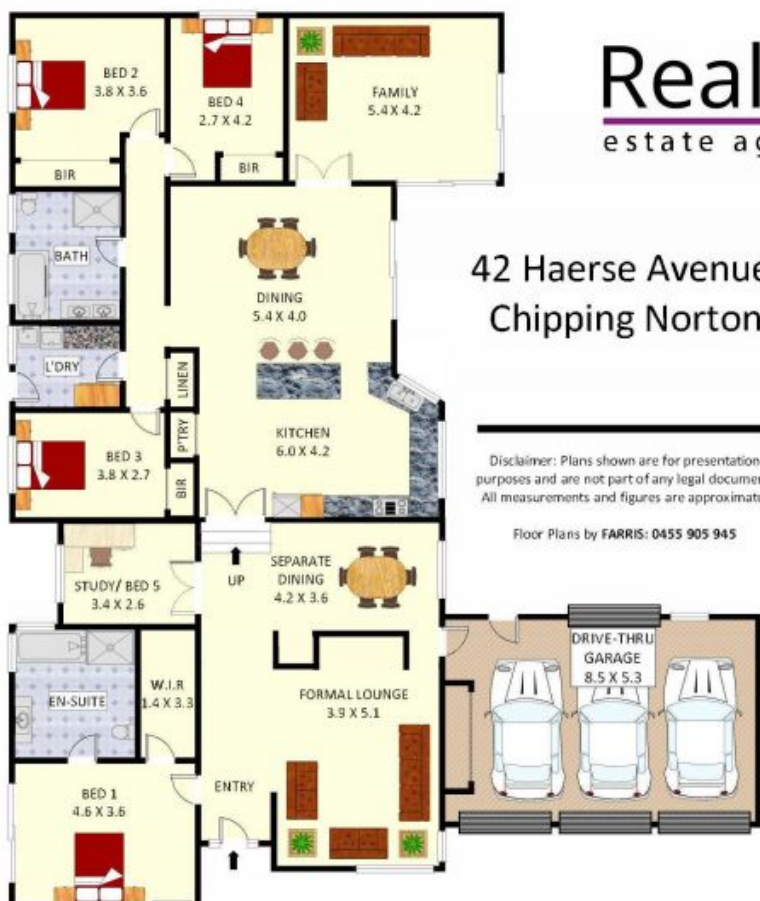 BED 2
3.8 X 3.6
BED 4
2.7 X 4.2
FAMILY
5.4 X 4.2
Real
estate ag
BIR
BIR
BATH
42 Haerse Avenue
Chipping Norton
DINING
5.4 X 4.0
L'DRY
LINEN
P'TRY
KITCHEN
6.0 X 4.2
BED 3
3.8 X 2.7
BIR
Disclaimer: Plans shown are for presentation
purposes and are not part of any legal documen
All measurements and figures are approximat
Floor Plans by FARRIS: 0455 905 945
UP
SEPARATE
DINING
4.2 X 3.6
STUDY/ BED 5
3.4 X 2.6
DRIVE-THRU
GARAGE
8.5 X 5.3
EN-SUITE
W.I.R
1.4 X 3.3
FORMAL LOUNGE
3.9 X 5.1
BED 1
4.6 X 3.6
ENTRY